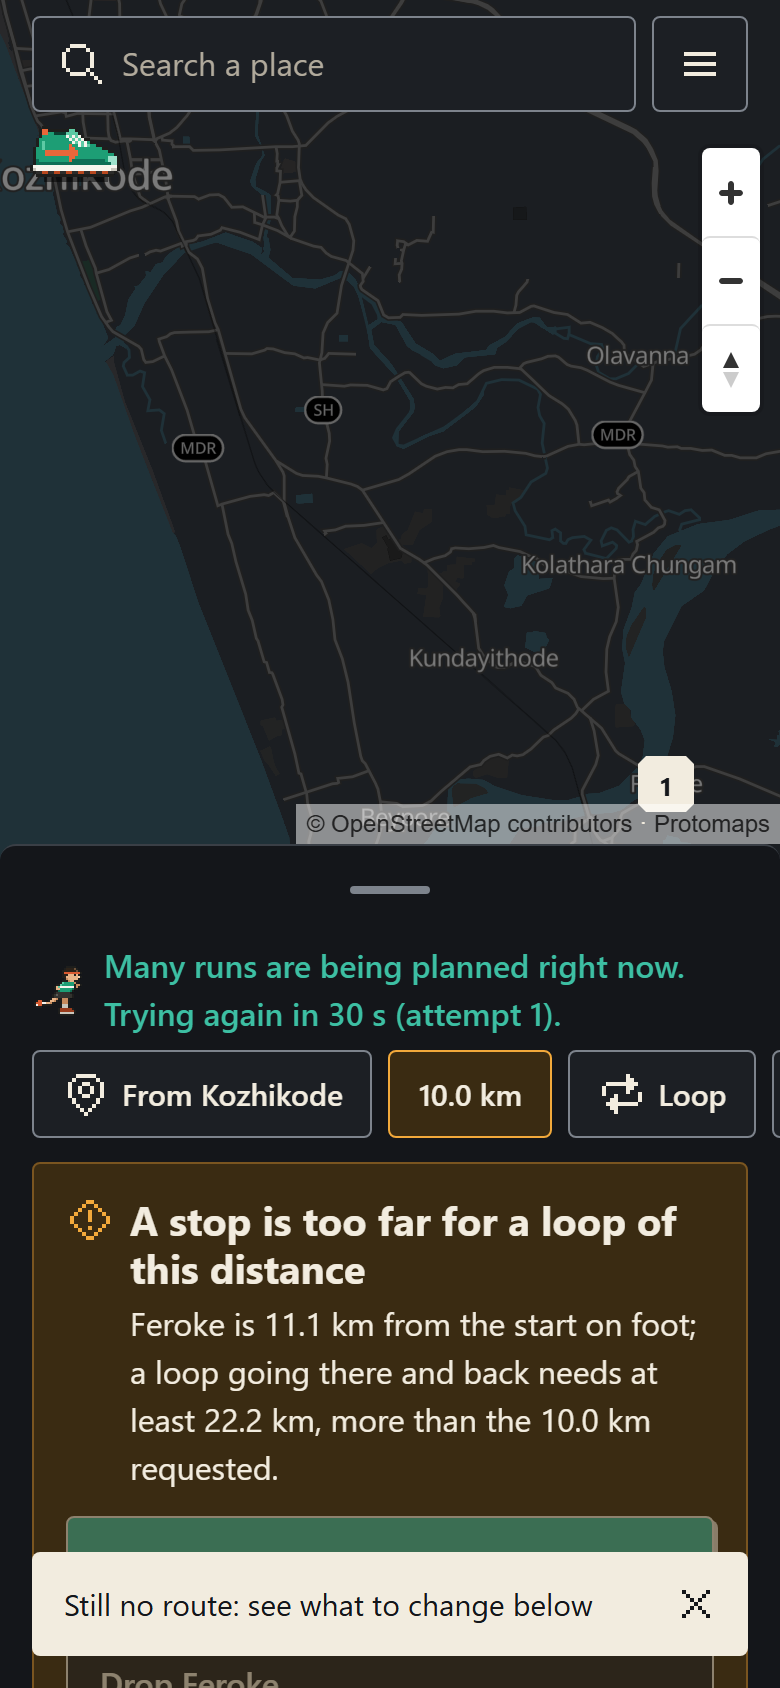 Search a place
Kozhikode
Olavanna
SH
MDR
MDR
Kolathara Chungam
Kundayithode
1
© OpenStreetMap contributors · Protomaps
Many runs are being planned right now.
Trying again in 30 s (attempt 1).
From Kozhikode
10.0 km
Loop
A stop is too far for a loop of
this distance
Feroke is 11.1 km from the start on foot;
a loop going there and back needs at
least 22.2 km, more than the 10.0 km
requested.
Still no route: see what to change below
Drop Feroke